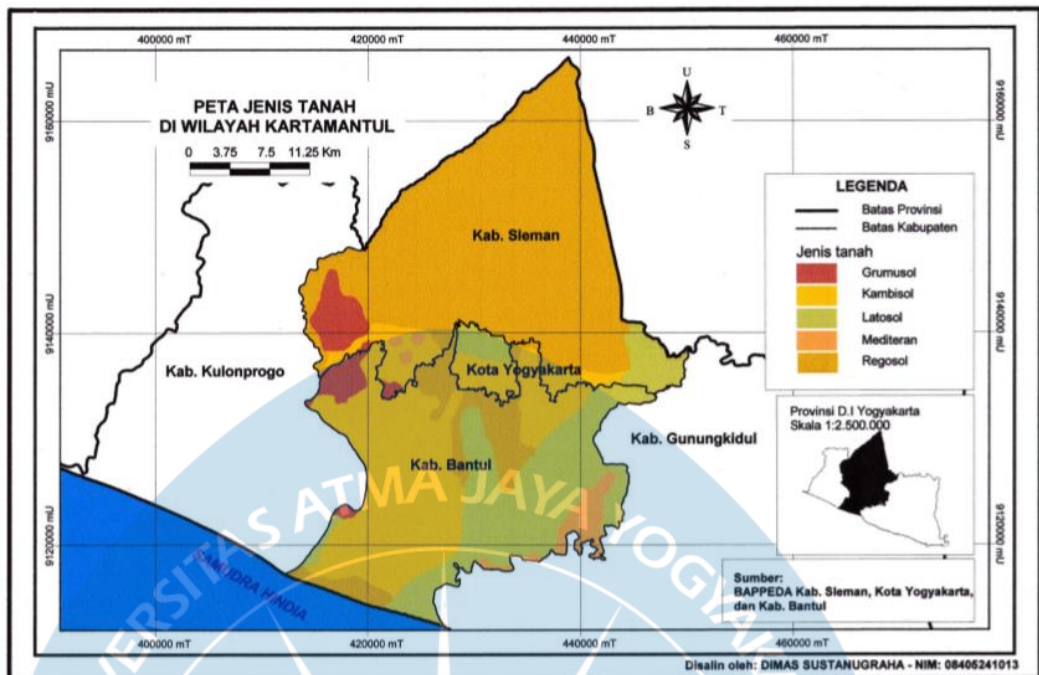 400000 mT 420000 mT 440000 mT 460000 mT
PETA JENIS TANAH
DI WILAYAH KARTAMANTUL
0 3.75 7.5 11.25 Km
U
B T
S
9160000 mU
9140000 mU
9120000 mU
9160000 mU
9140000 mU
9120000 mU
LEGENDA
Batas Provinsi
Batas Kabupaten
Jenis tanah
Grumusol
Kambisol
Latosol
Mediteran
Regosol
Kab. Sleman
Kab. Kulonprogo
Kota Yogyakarta
Kab. Bantul
Kab. Gunungkidul
SAMUDRA HINDIA
Provinsi D.I Yogyakarta
Skala 1:2.500.000
Sumber:
BAPPEDA Kab. Sleman, Kota Yogyakarta,
dan Kab. Bantul
400000 mT 420000 mT 440000 mT 460000 mT
Disalin oleh: DIMAS SUSTANUGRAHA - NIM: 08405241013
VERSITAS ATMA JAYA YOGYAK